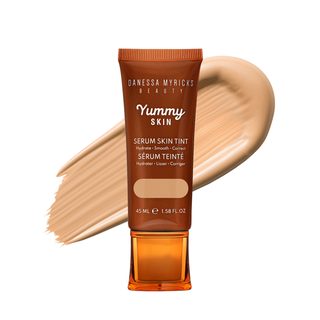 DANESSA MYRICKS
BEAUTY
Yummy
SKIN
SERUM SKIN TINT
Hydrate • Smooth • Correct
SÉRUM TEINTÉ
Hydrater • Lisser • Corriger
45 ML ℮ 1.58 FL.OZ